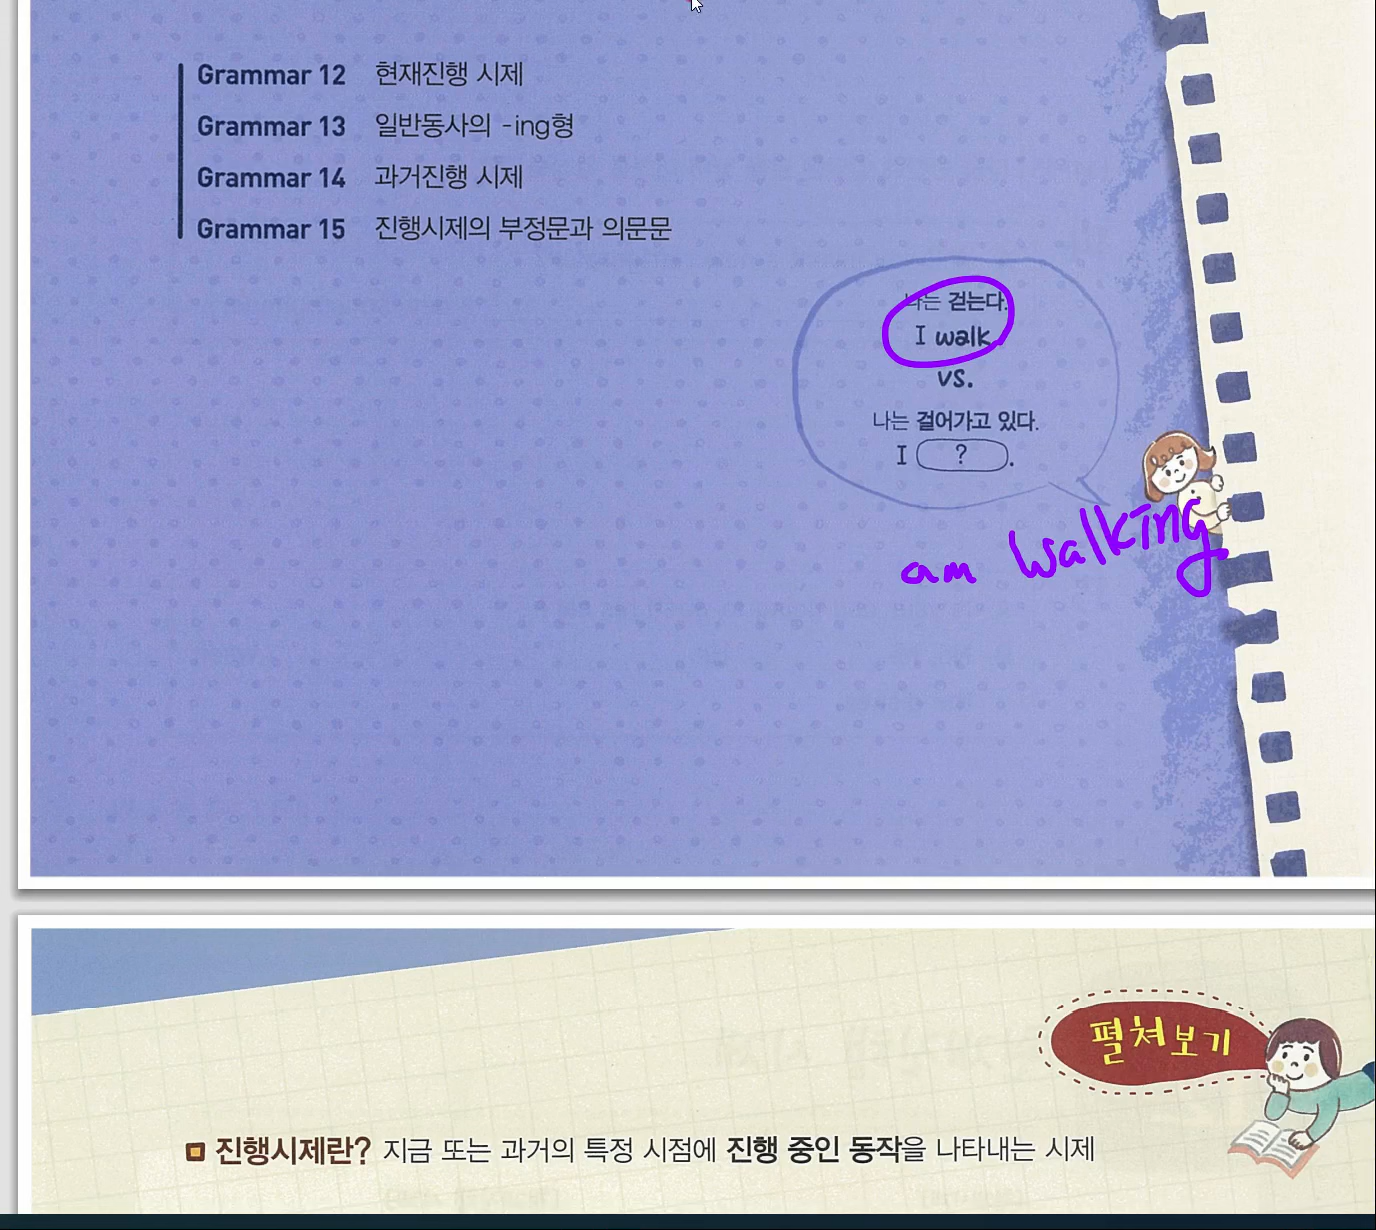 Grammar 12 현재진행 시제
Grammar 13 일반동사의 -ing형
Grammar 14 과거진행 시제
Grammar 15 진행시제의 부정문과 의문문
나는 걷는다.
I walk.
vs.
나는 걸어가고 있다.
I ? .
am walking
펼쳐보기
진행시제란? 지금 또는 과거의 특정 시점에 진행 중인 동작을 나타내는 시제